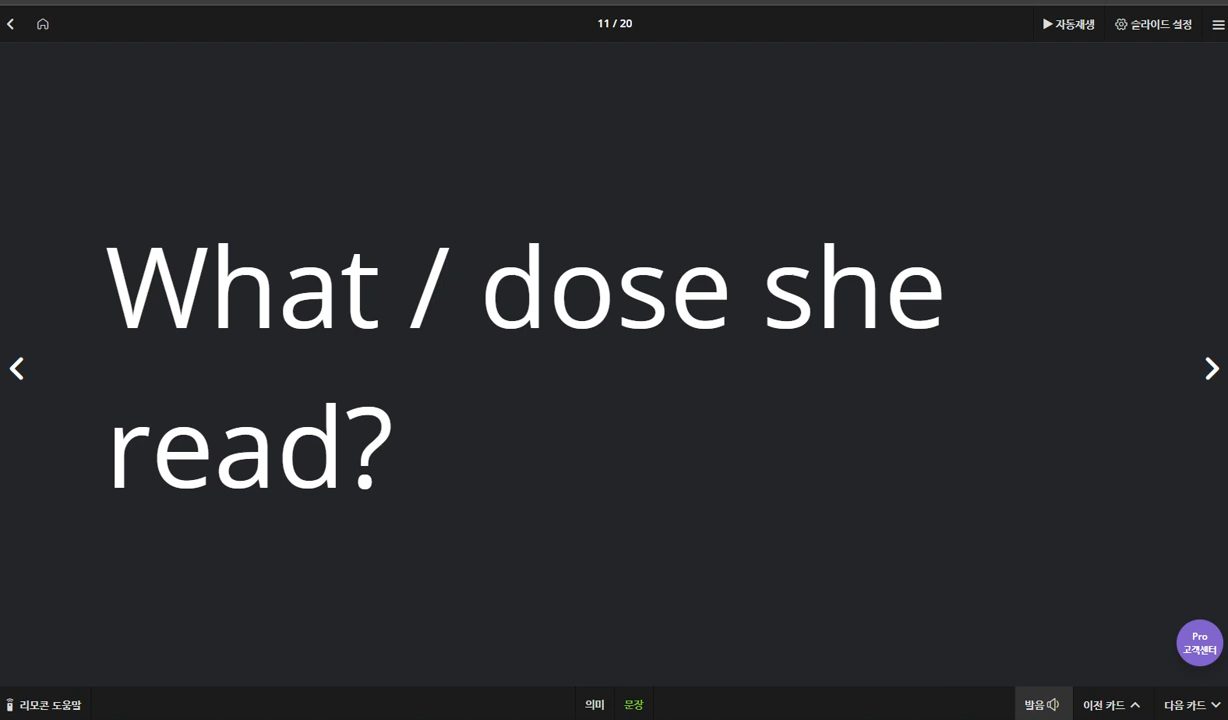 11 / 20
자동재생
슬라이드 설정
What / dose she
read?
Pro
고객센터
리모콘 도움말
의미
문장
발음
이전 카드
다음 카드